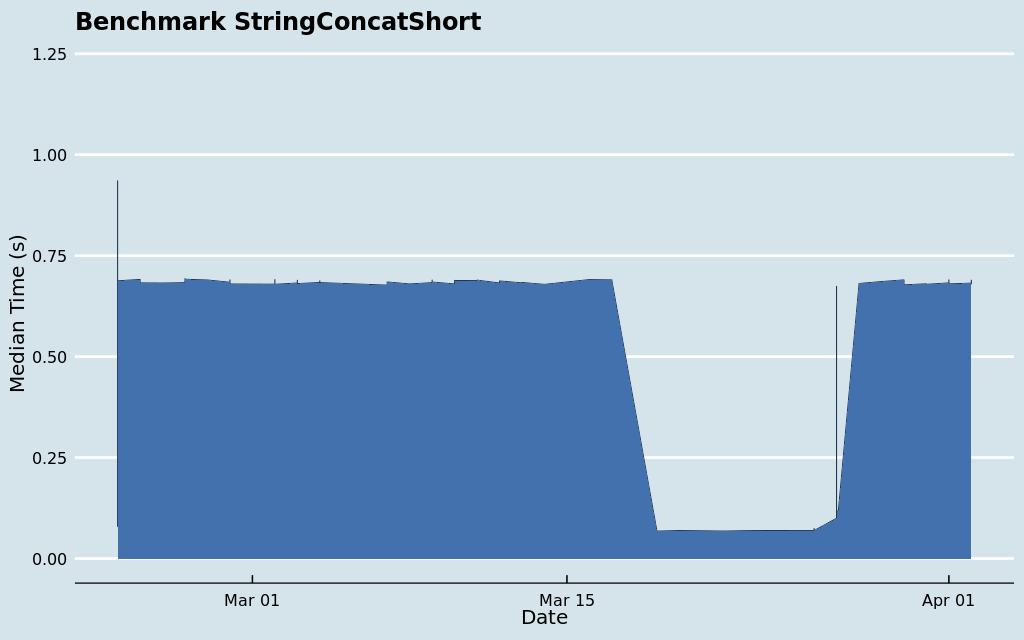 Benchmark StringConcatShort
1.25
1.00
0.75
0.50
0.25
0.00
Median Time (s)
Mar 01
Mar 15
Apr 01
Date